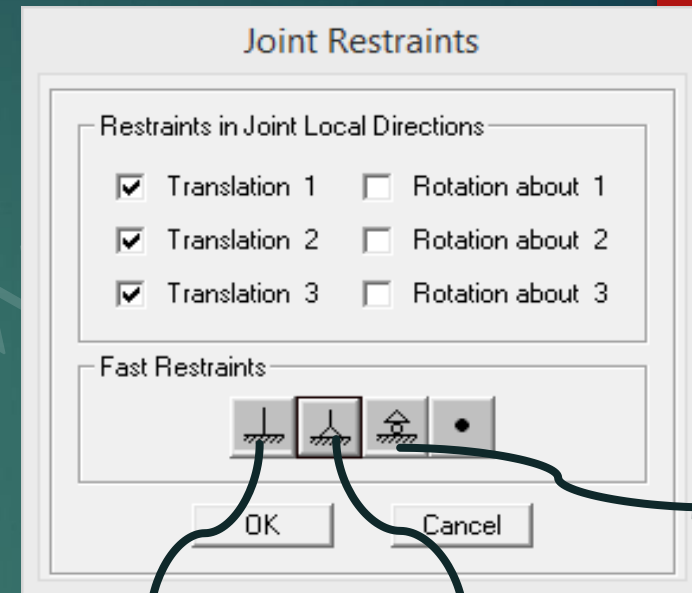 Joint Restraints
Restraints in Joint Local Directions
Translation 1 Rotation about 1
Translation 2 Rotation about 2
Translation 3 Rotation about 3
Fast Restraints
OK Cancel